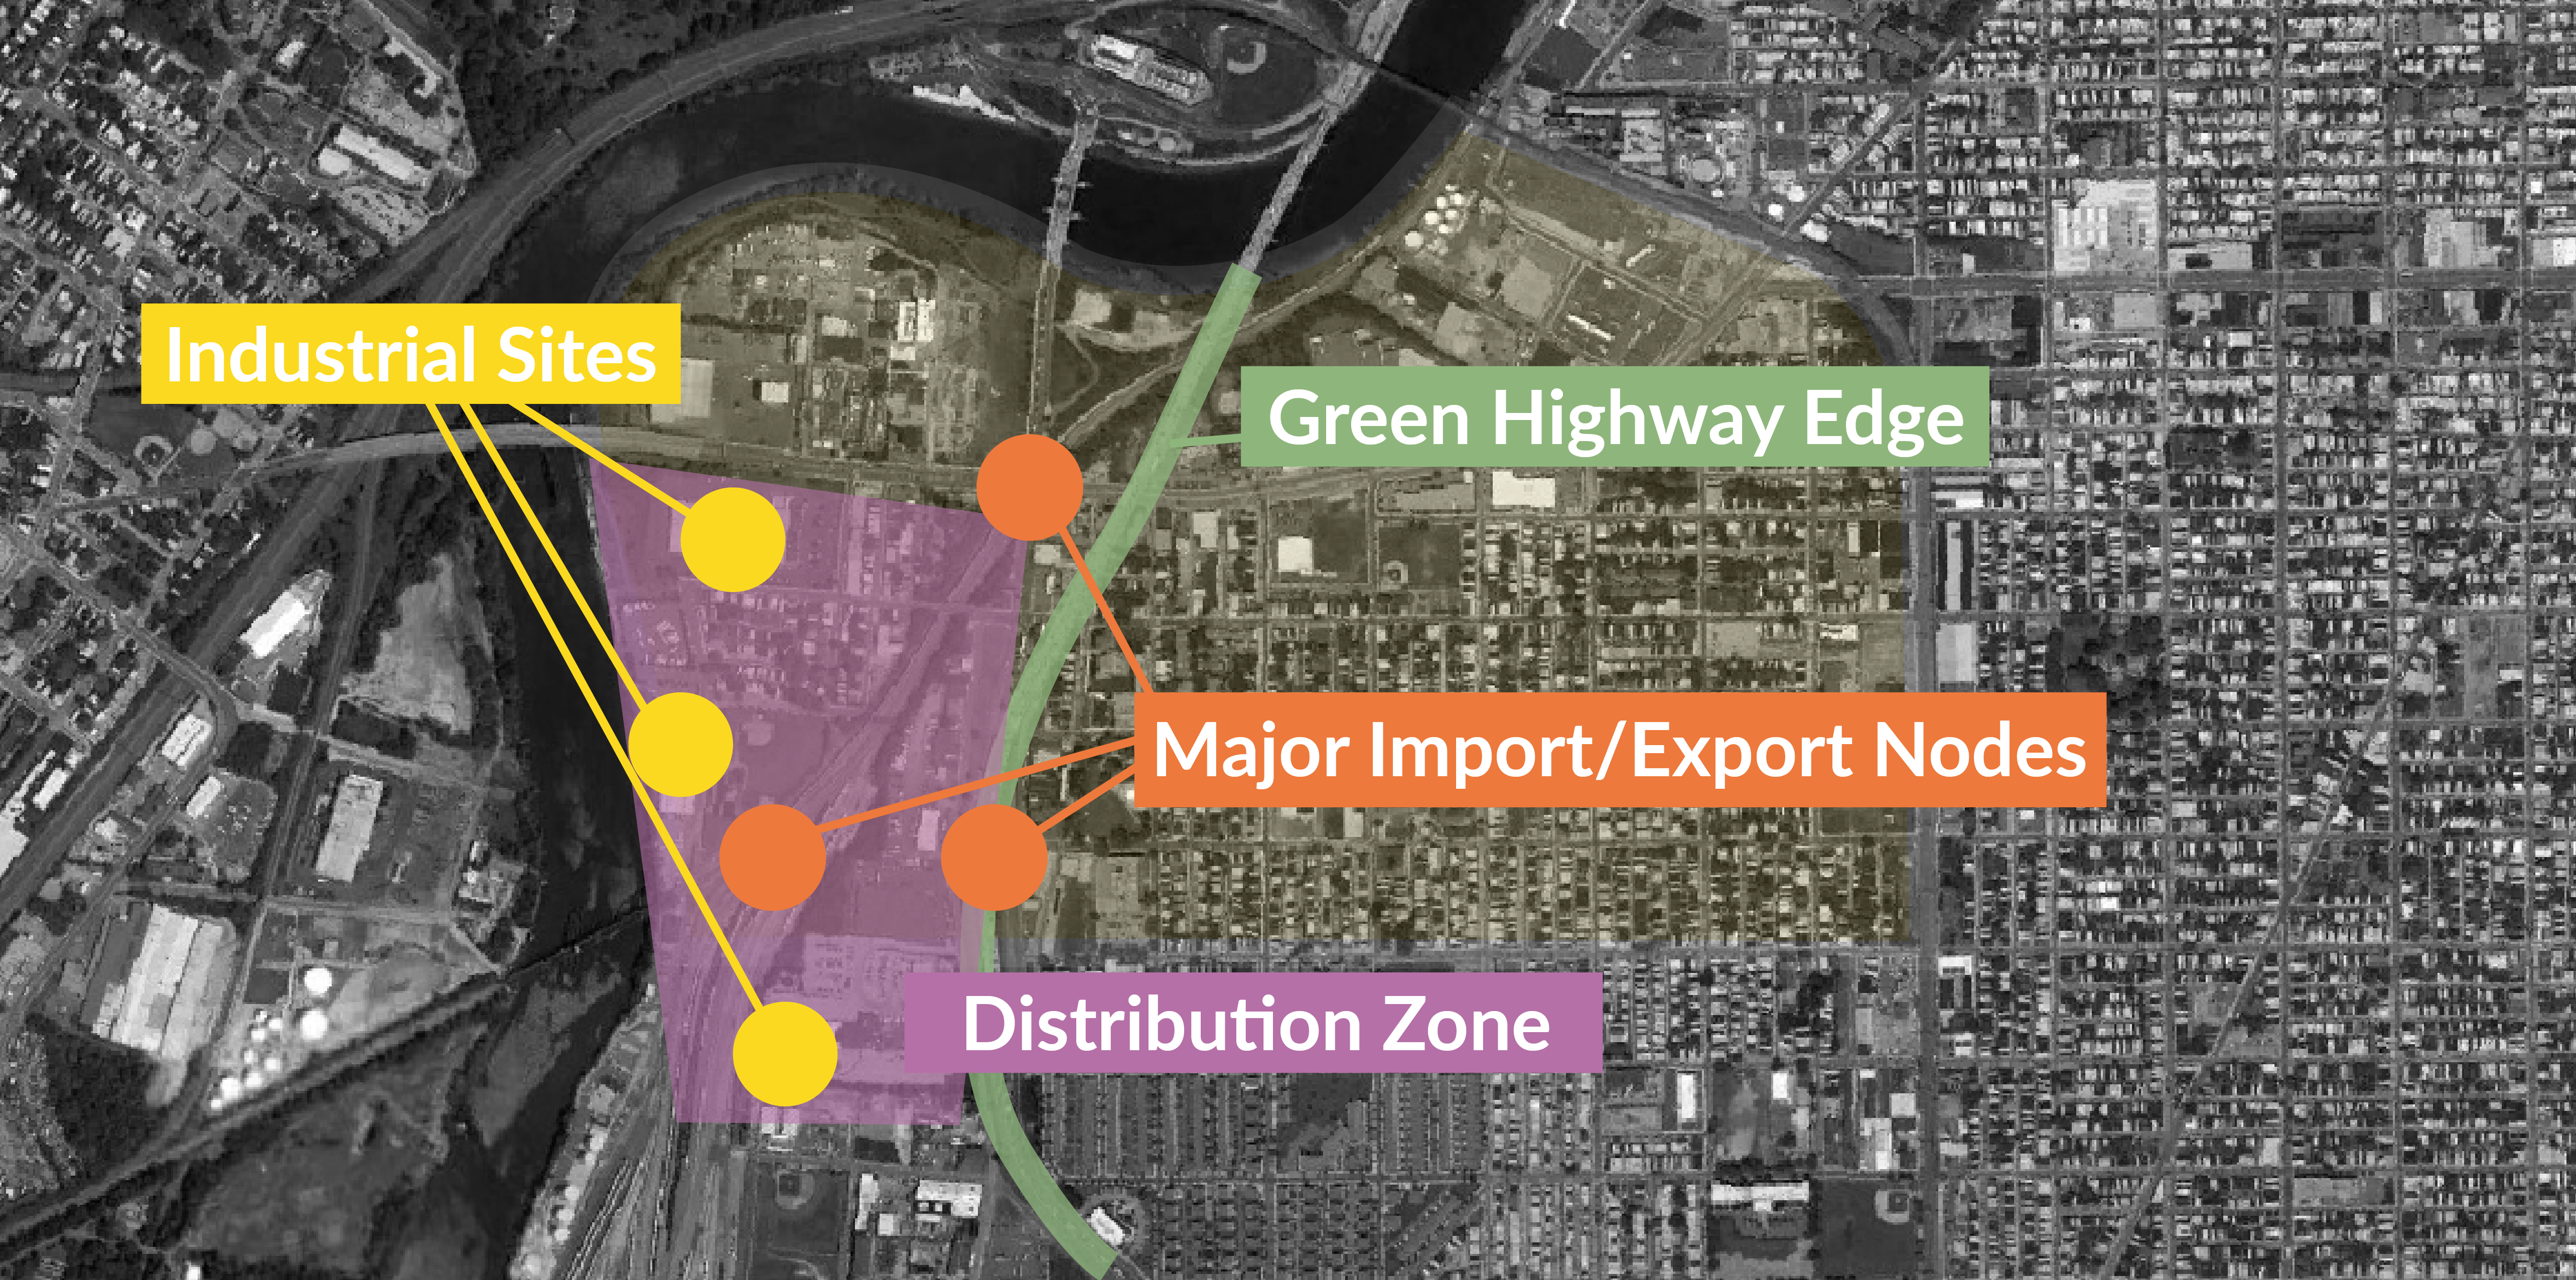 Industrial Sites
Green Highway Edge
Major Import/Export Nodes
Distribution Zone